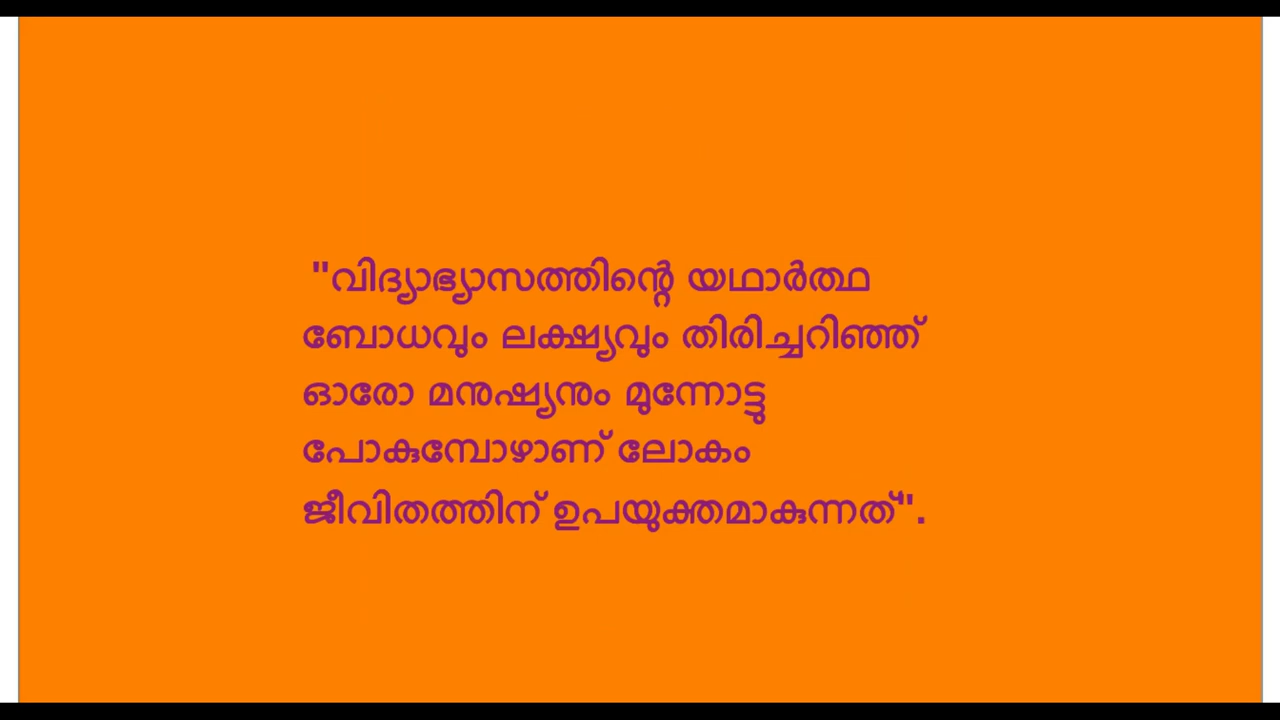 "വിദ്യാഭ്യാസത്തിന്റെ യഥാർത്ഥ
ബോധവും ലക്ഷ്യവും തിരിച്ചറിഞ്ഞ്
ഓരോ മനുഷ്യനും മുന്നോട്ടു
പോകുമ്പോഴാണ് ലോകം
ജീവിതത്തിന് ഉപയുക്തമാകുന്നത്".